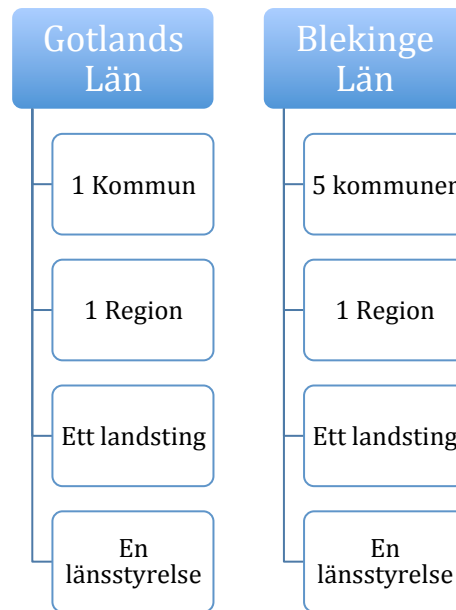 Gotlands
Län
1 Kommun
1 Region
Ett landsting
En
länsstyrelse
Blekinge
Län
5 kommuner
1 Region
Ett landsting
En
länsstyrelse